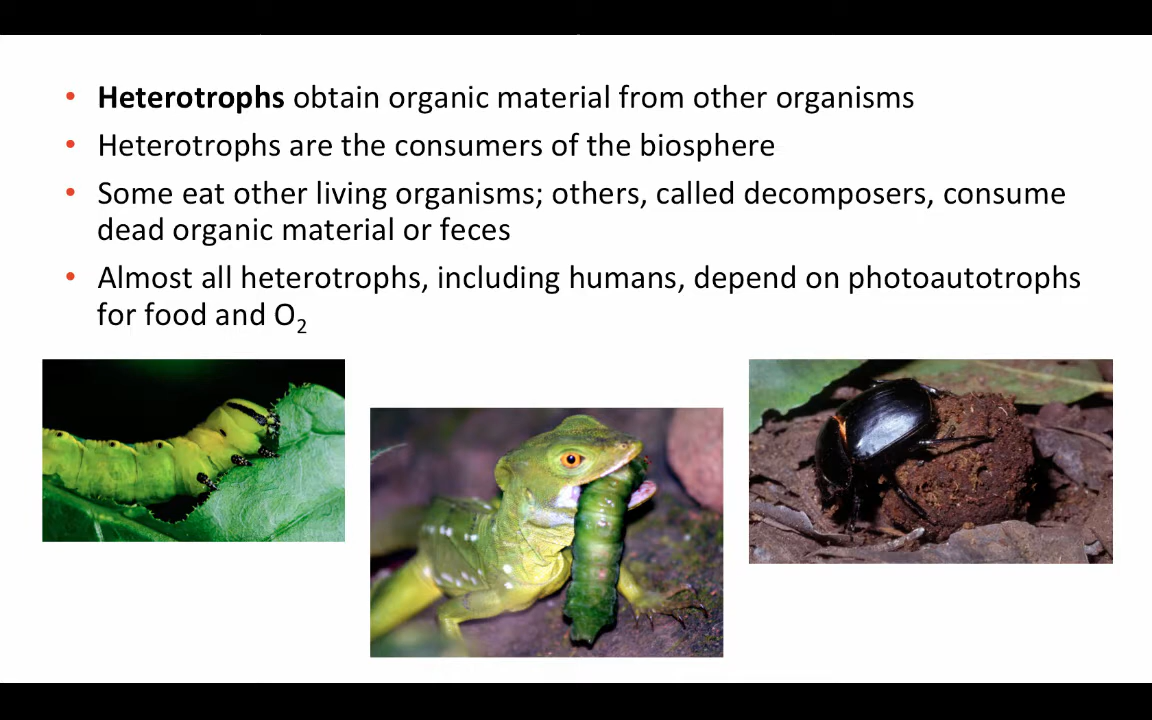 • Heterotrophs obtain organic material from other organisms
• Heterotrophs are the consumers of the biosphere
• Some eat other living organisms; others, called decomposers, consume
dead organic material or feces
• Almost all heterotrophs, including humans, depend on photoautotrophs
for food and O₂